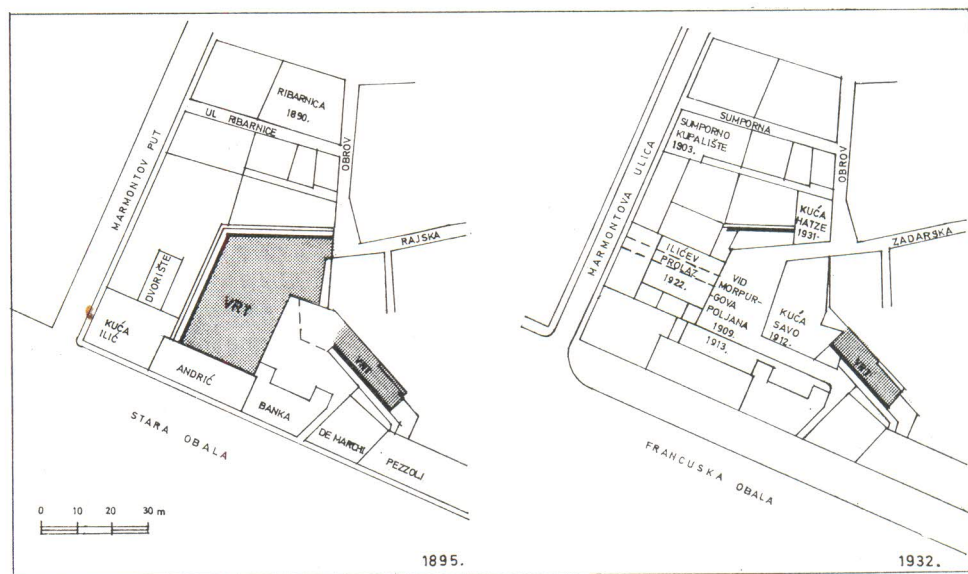 MARMONTOV PUT
RIBARNICA
1890.
UL RIBARNICE
OBROV
RAJSKA
DVORIŠTE
VRT
KUĆA
ILIĆ
ANDRIĆ
BANKA
VRT
DE MARCHI
PEZZOLI
STARA OBALA
0 10 20 30 m
1895.
MARMONTOVA ULICA
SUMPORNA
SUMPORNO
KUPALIŠTE
1903.
OBROV
KUĆA
HATZE
1931.
ZADARSKA
ILIĆEV
PROLAZ
1922.
VID
MORPUR-
GOVA
POLJANA
1909.
1913.
KUĆA
SAVO
1912.
VRT
FRANCUSKA OBALA
1932.